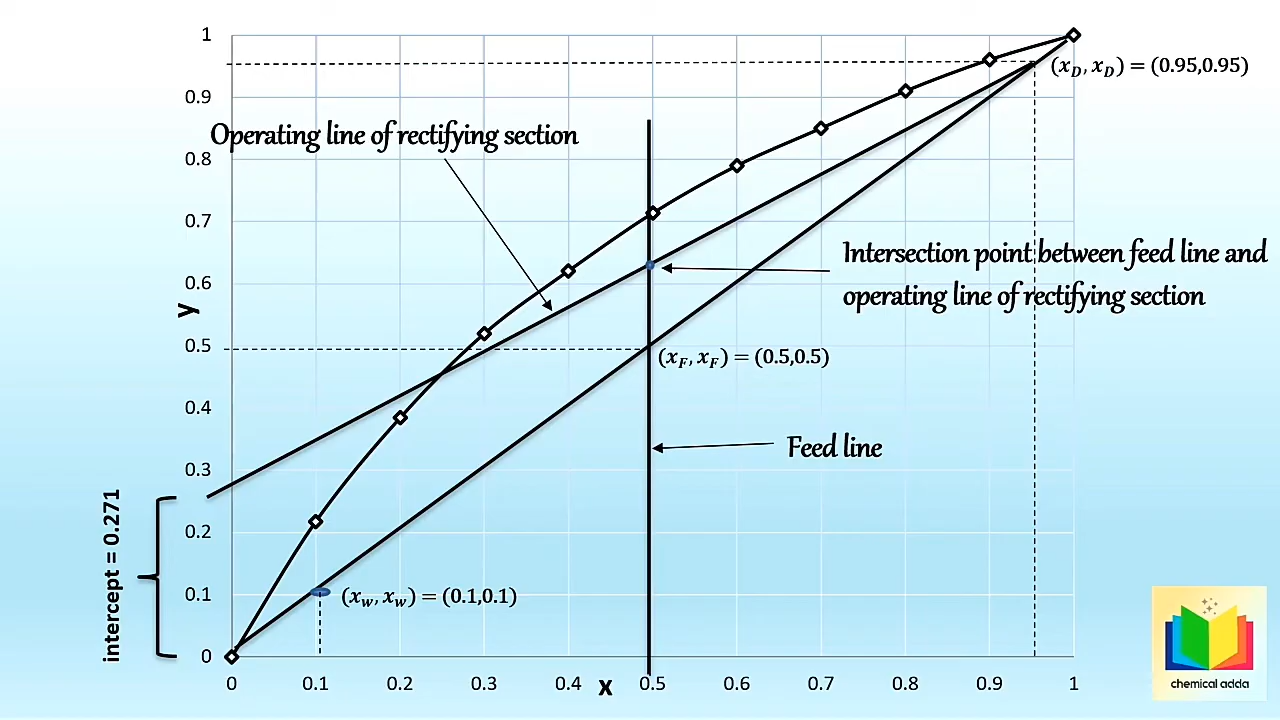 1
(x_D, x_D) = (0.95,0.95)
0.9
Operating line of rectifying section
0.8
0.7
Intersection point between feed line and
operating line of rectifying section
0.6
y
0.5
(x_F, x_F) = (0.5,0.5)
0.4
Feed line
0.3
intercept = 0.271
0.2
0.1
(x_w, x_w) = (0.1,0.1)
0
0 0.1 0.2 0.3 0.4 0.5 0.6 0.7 0.8 0.9 1
x
chemical adda